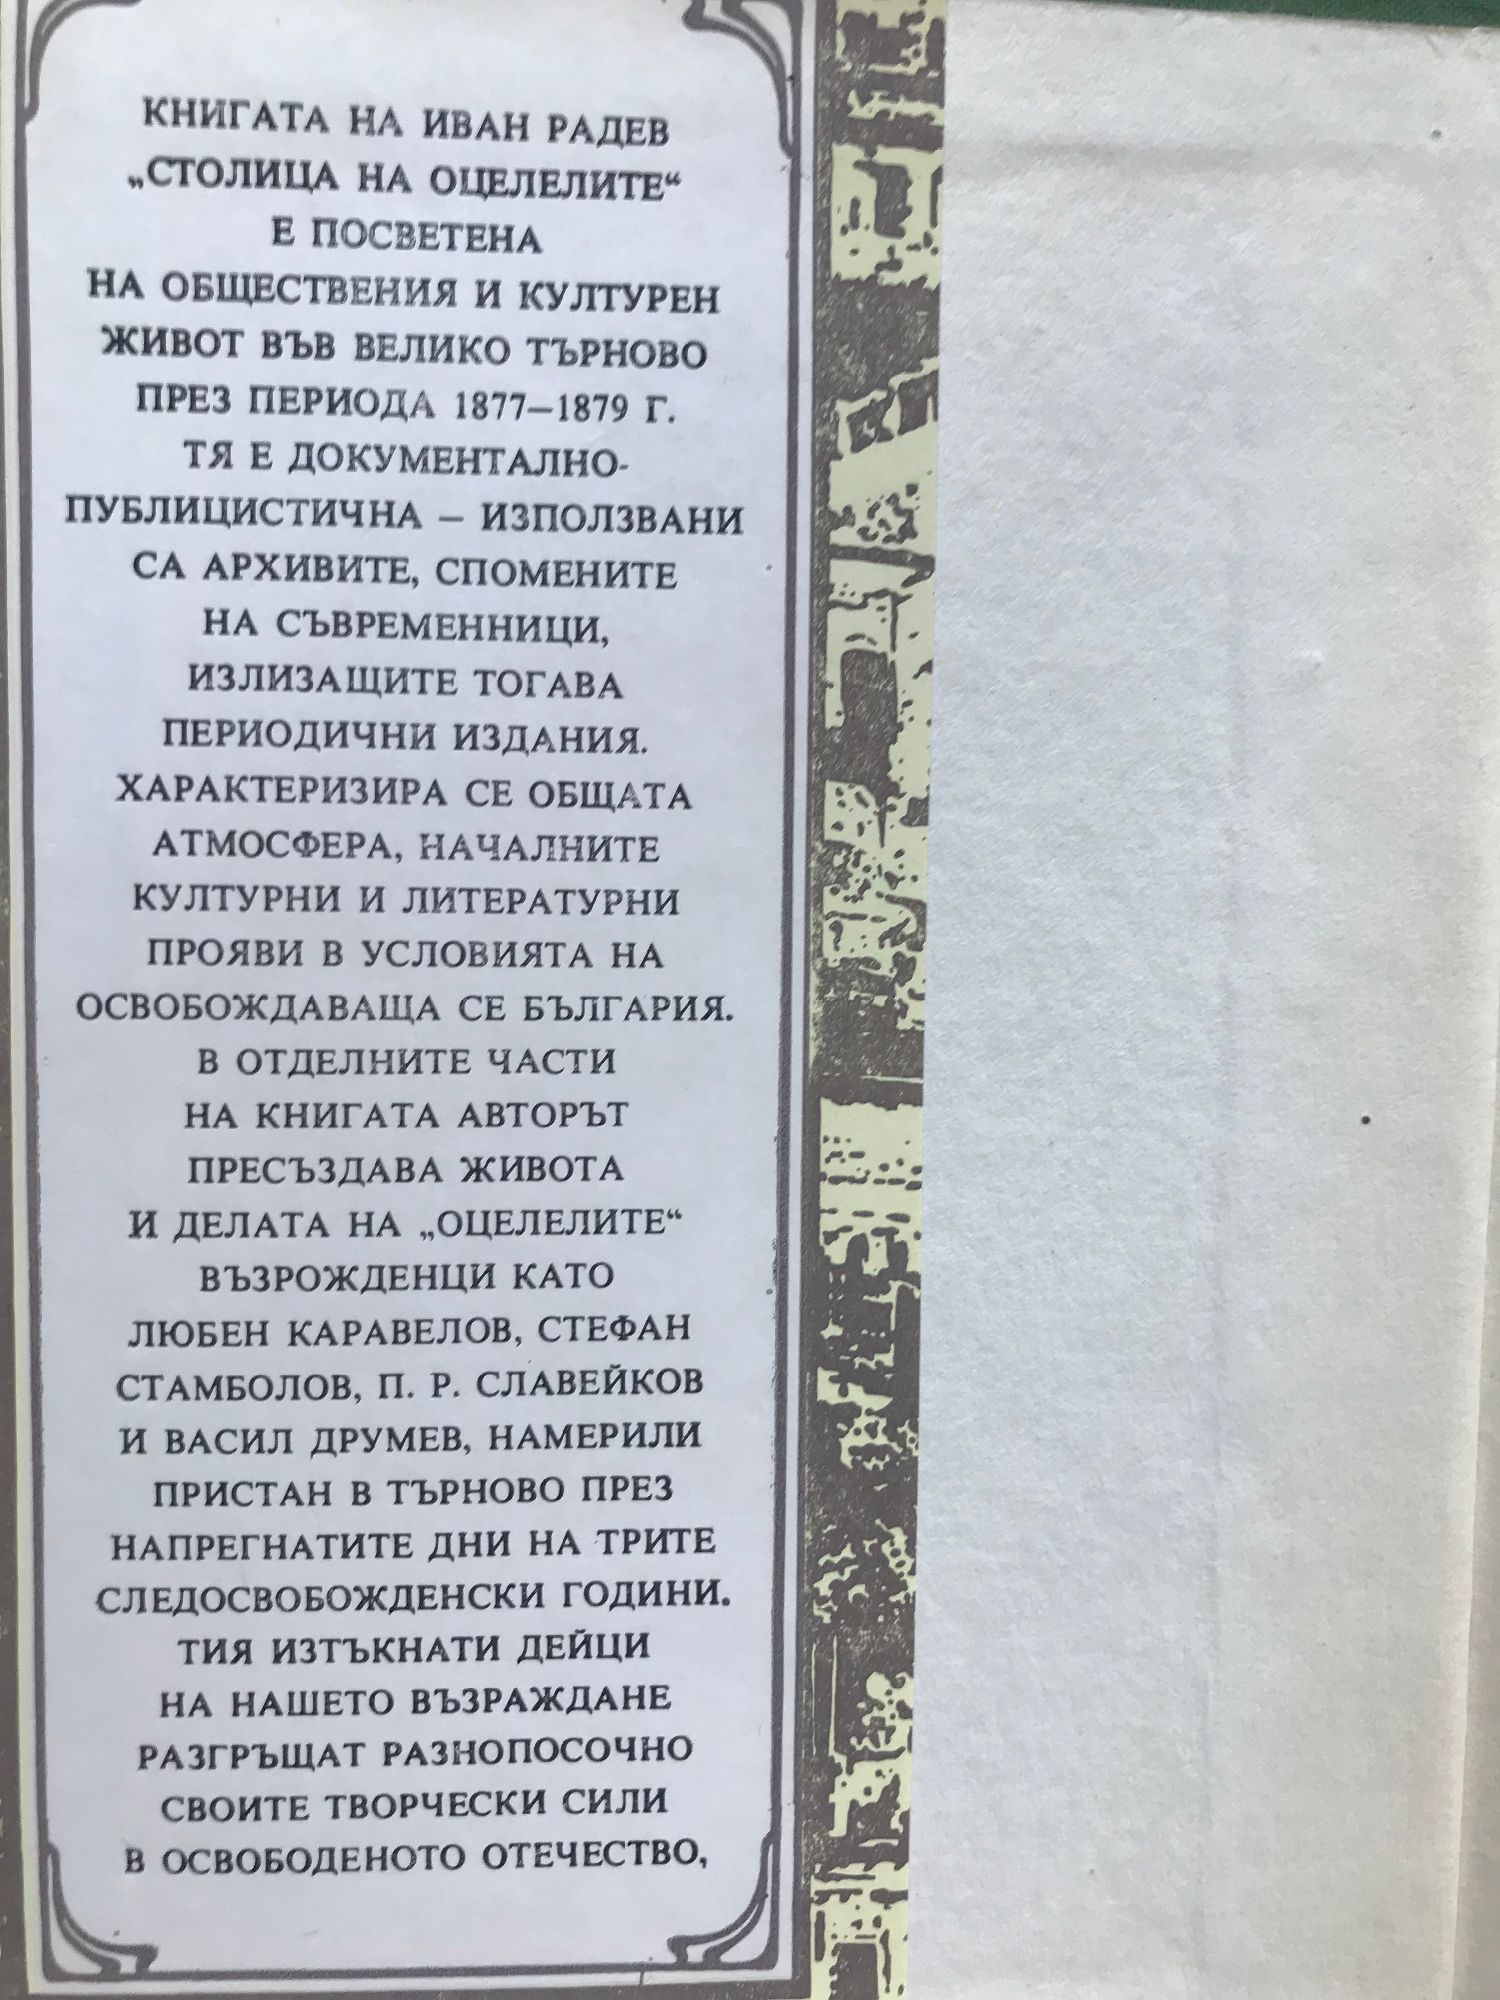 КНИГАТА НА ИВАН РАДЕВ
„СТОЛИЦА НА ОЦЕЛЕЛИТЕ“
Е ПОСВЕТЕНА
НА ОБЩЕСТВЕНИЯ И КУЛТУРЕН
ЖИВОТ ВЪВ ВЕЛИКО ТЪРНОВО
ПРЕЗ ПЕРИОДА 1877–1879 Г.
ТЯ Е ДОКУМЕНТАЛНО-
ПУБЛИЦИСТИЧНА – ИЗПОЛЗВАНИ
СА АРХИВИТЕ, СПОМЕНИТЕ
НА СЪВРЕМЕННИЦИ,
ИЗЛИЗАЩИТЕ ТОГАВА
ПЕРИОДИЧНИ ИЗДАНИЯ.
ХАРАКТЕРИЗИРА СЕ ОБЩАТА
АТМОСФЕРА, НАЧАЛНИТЕ
КУЛТУРНИ И ЛИТЕРАТУРНИ
ПРОЯВИ В УСЛОВИЯТА НА
ОСВОБОЖДАВАЩА СЕ БЪЛГАРИЯ.
В ОТДЕЛНИТЕ ЧАСТИ
НА КНИГАТА АВТОРЪТ
ПРЕСЪЗДАВА ЖИВОТА
И ДЕЛАТА НА „ОЦЕЛЕЛИТЕ“
ВЪЗРОЖДЕНЦИ КАТО
ЛЮБЕН КАРАВЕЛОВ, СТЕФАН
СТАМБОЛОВ, П. Р. СЛАВЕЙКОВ
И ВАСИЛ ДРУМЕВ, НАМЕРИЛИ
ПРИСТАН В ТЪРНОВО ПРЕЗ
НАПРЕГНАТИТЕ ДНИ НА ТРИТЕ
СЛЕДОСВОБОЖДЕНСКИ ГОДИНИ.
ТИЯ ИЗТЪКНАТИ ДЕЙЦИ
НА НАШЕТО ВЪЗРАЖДАНЕ
РАЗГРЪЩАТ РАЗНОПОСОЧНО
СВОИТЕ ТВОРЧЕСКИ СИЛИ
В ОСВОБОДЕНОТО ОТЕЧЕСТВО,